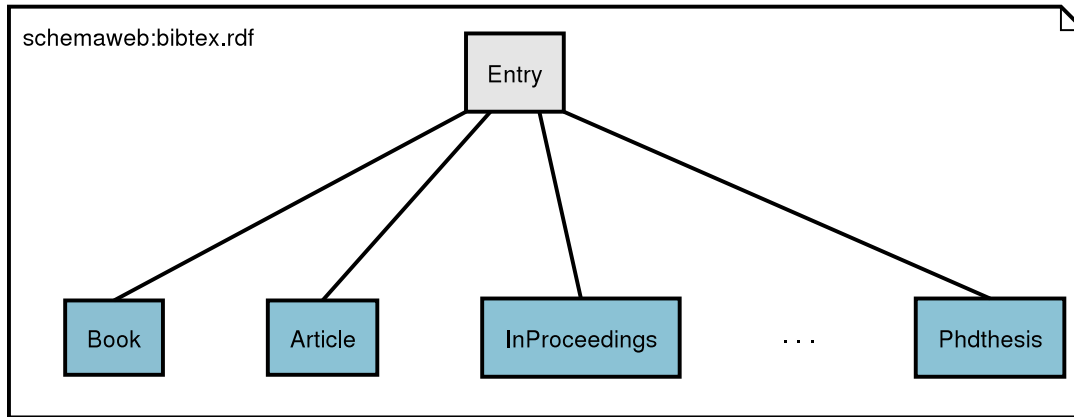 schemaweb:bibtex.rdf
Entry
Book
Article
InProceedings
. . .
Phdthesis